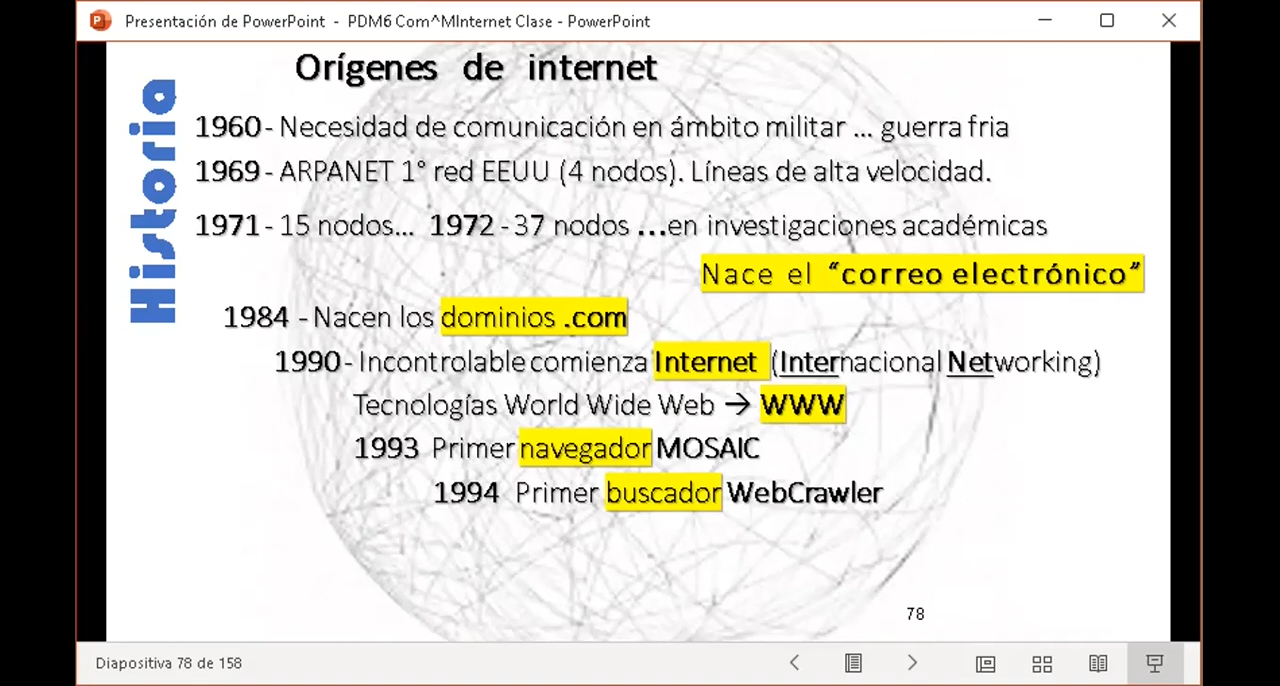 Presentación de PowerPoint - PDM6 Com^MInternet Clase - PowerPoint
Orígenes de internet
Historia
1960 - Necesidad de comunicación en ámbito militar ... guerra fria
1969 - ARPANET 1° red EEUU (4 nodos). Líneas de alta velocidad.
1971 - 15 nodos... 1972 - 37 nodos ...en investigaciones académicas
Nace el “correo electrónico”
1984 - Nacen los dominios .com
1990 - Incontrolable comienza Internet (Internacional Networking)
Tecnologías World Wide Web → WWW
1993 Primer navegador MOSAIC
1994 Primer buscador WebCrawler
78
Diapositiva 78 de 158